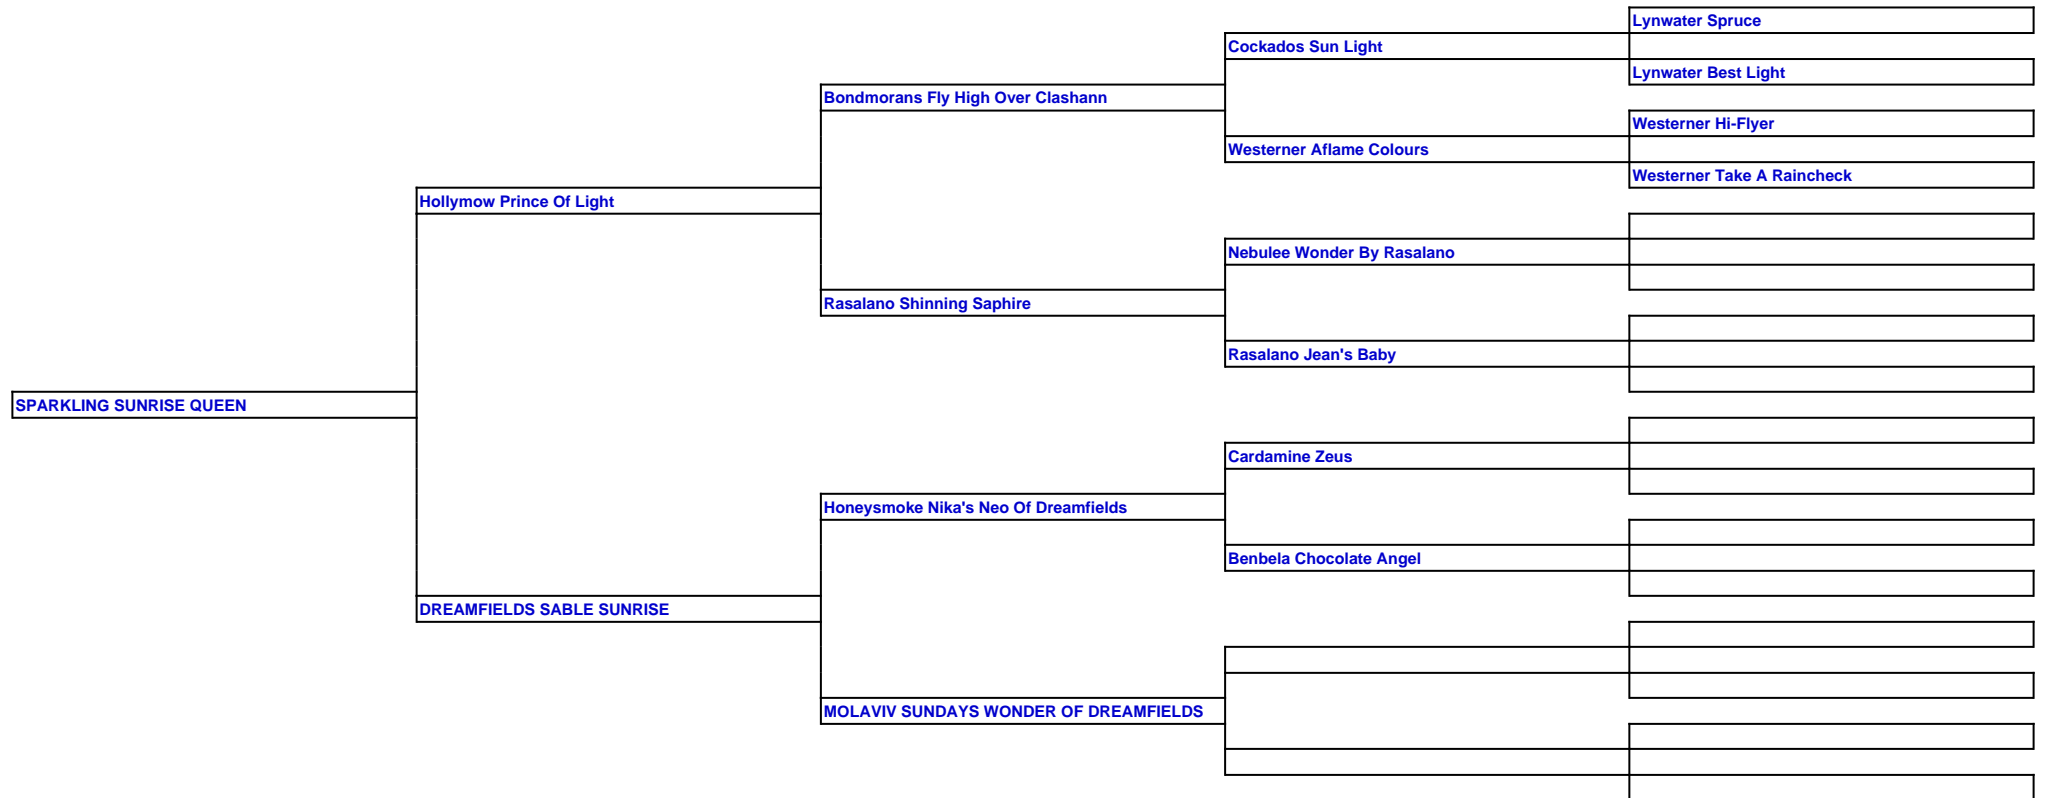 Lynwater Spruce
Cockados Sun Light
Lynwater Best Light
Bondmorans Fly High Over Clashann
Westerner Hi-Flyer
Westerner Aflame Colours
Westerner Take A Raincheck
Hollymow Prince Of Light
Nebulee Wonder By Rasalano
Rasalano Shinning Saphire
Rasalano Jean's Baby
SPARKLING SUNRISE QUEEN
Cardamine Zeus
Honeysmoke Nika's Neo Of Dreamfields
Benbela Chocolate Angel
DREAMFIELDS SABLE SUNRISE
MOLAVIV SUNDAYS WONDER OF DREAMFIELDS